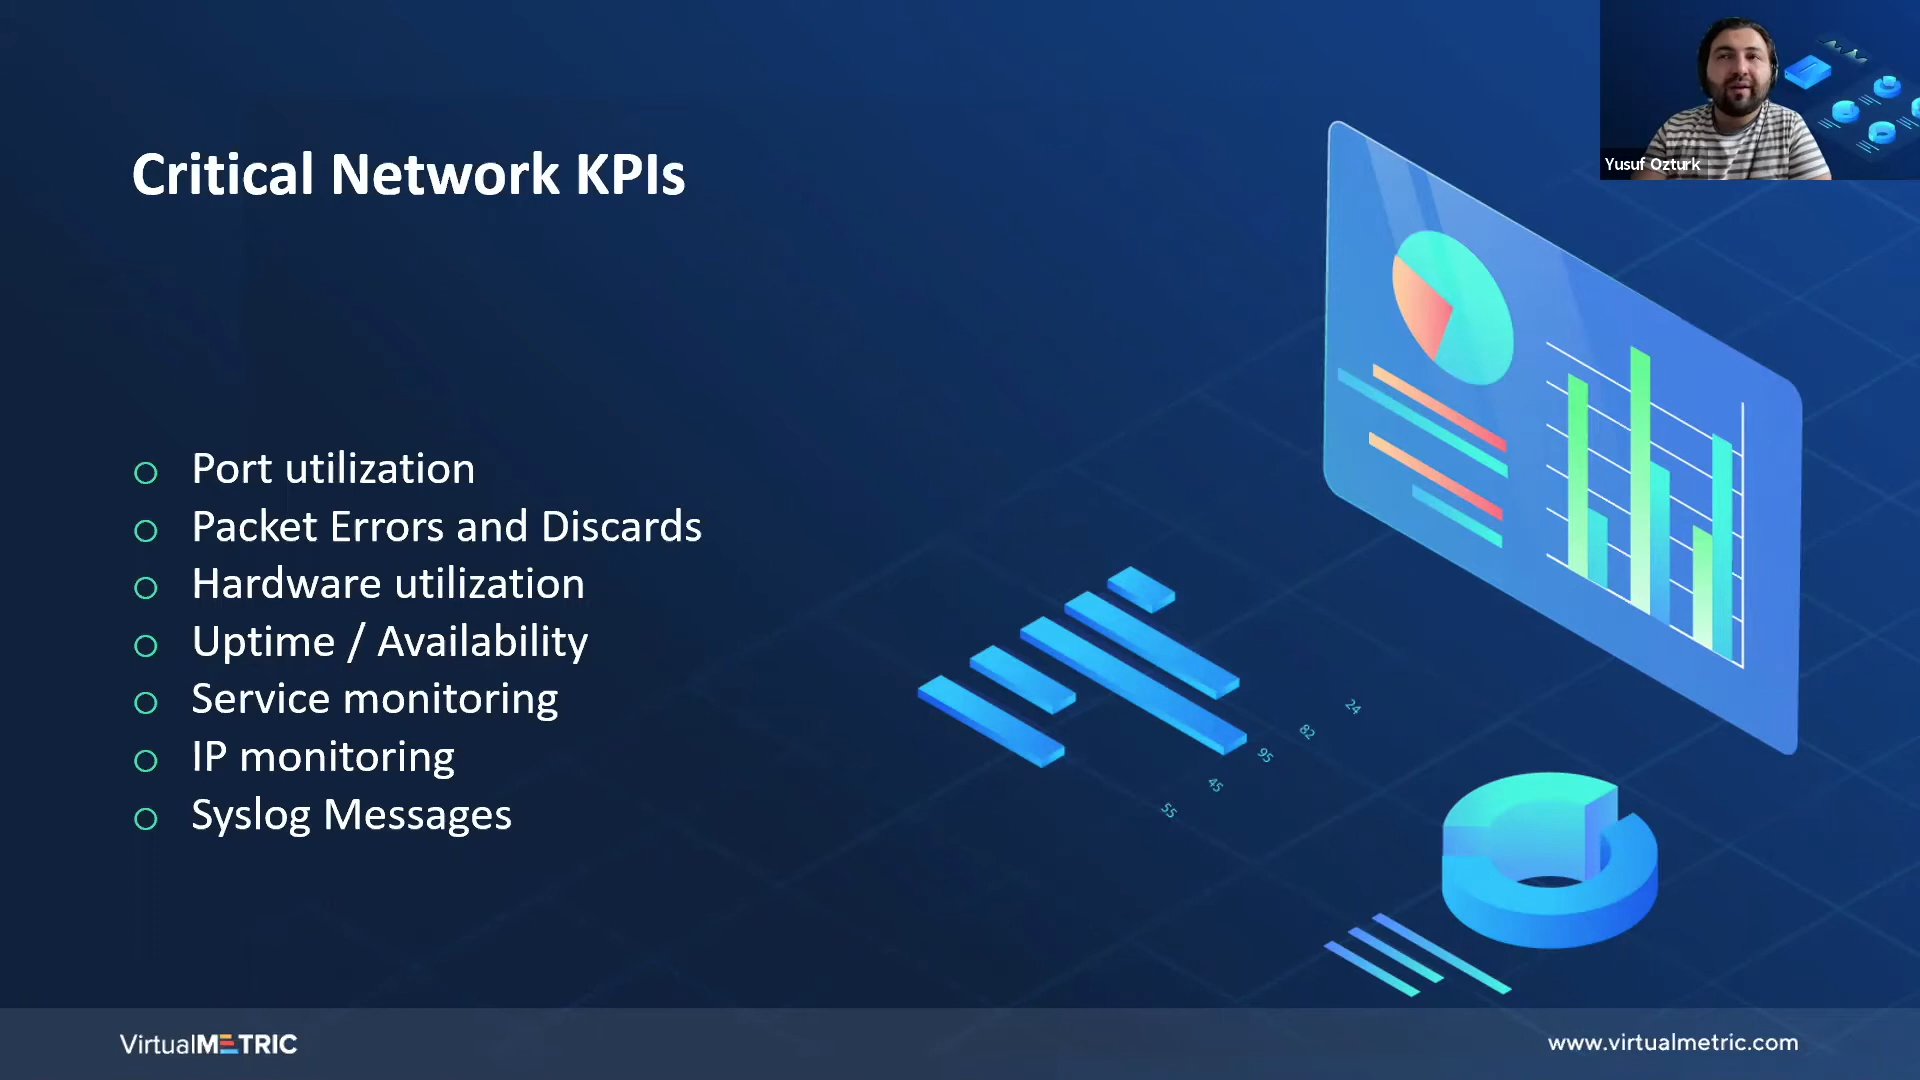 Yusuf Ozturk
Critical Network KPIs
Port utilization
Packet Errors and Discards
Hardware utilization
Uptime / Availability
Service monitoring
IP monitoring
Syslog Messages
24
82
95
45
55
VirtualMETRIC
www.virtualmetric.com